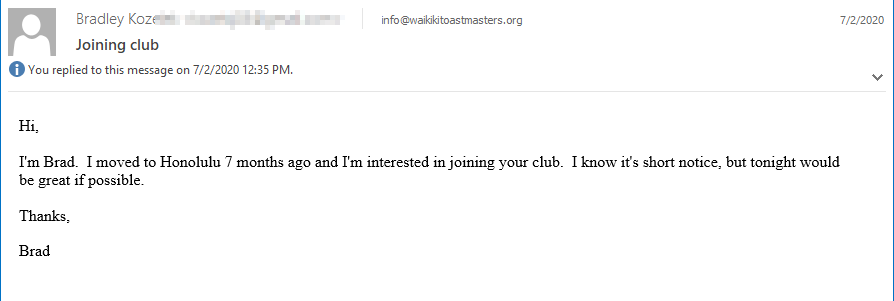 Bradley info@waikikitoastmasters.org 7/2/2020
Joining club
You replied to this message on 7/2/2020 12:35 PM.
Hi,
I'm Brad.  I moved to Honolulu 7 months ago and I'm interested in joining your club.  I know it's short notice, but tonight would
be great if possible.
Thanks,
Brad